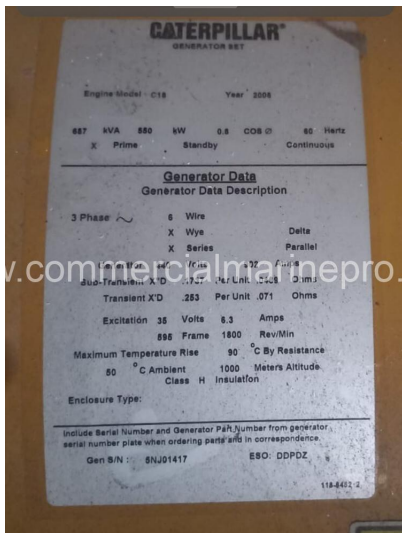 CATERPILLAR®
GENERATOR SET
Engine Model - C18 Year 2008
687 kVA 550 kW 0.8 COS Ø 60 Hertz
X Prime Standby Continuous
Generator Data
Generator Data Description
3 Phase ~ 6 Wire
X Wye Delta
X Series Parallel
Generator Volts Amps
www.commercialmarinepro.
Sub-Transient X'D Per Unit Ohms
Transient X'D .253 Per Unit .071 Ohms
Excitation 35 Volts 6.3 Amps
595 Frame 1800 Rev/Min
Maximum Temperature Rise 90 °C By Resistance
50 °C Ambient 1000 Meters Altitude
Class H Insulation
Enclosure Type:
Include Serial Number and Generator Part Number from generator
serial number plate when ordering parts and in correspondence.
Gen S/N : 5NJ01417 ESO: DDPDZ